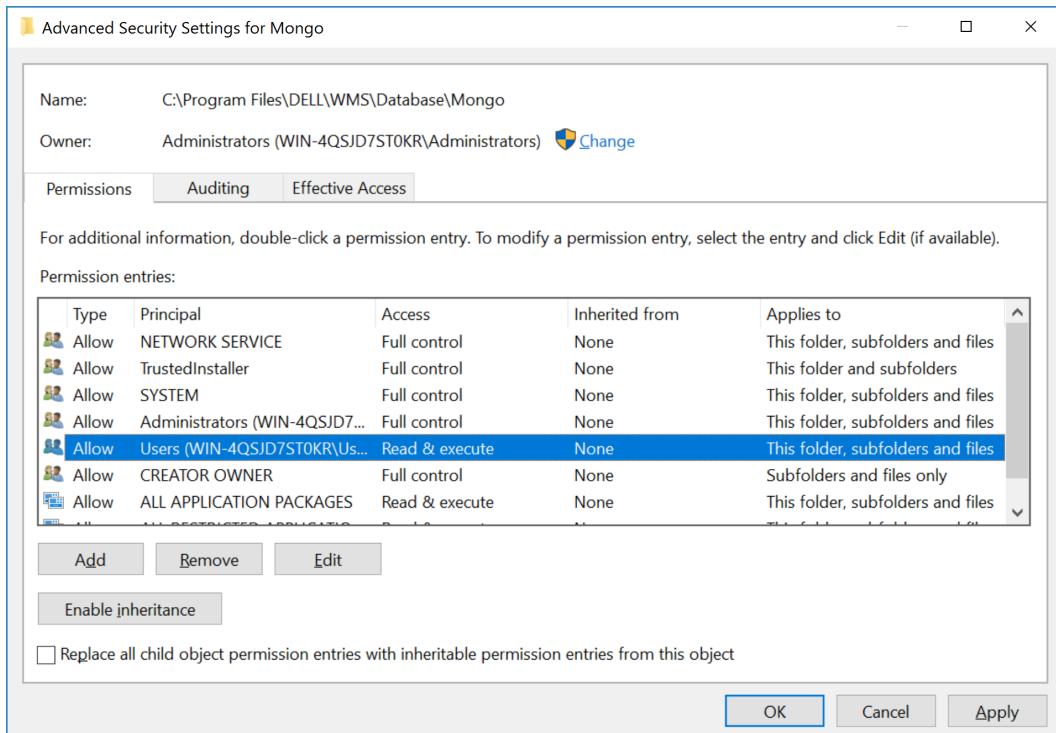 Advanced Security Settings for Mongo
Name: C:\Program Files\DELL\WMS\Database\Mongo
Owner: Administrators (WIN-4QSJD7ST0KR\Administrators) Change
Permissions Auditing Effective Access
For additional information, double-click a permission entry. To modify a permission entry, select the entry and click Edit (if available).
Permission entries:
Type Principal Access Inherited from Applies to
Allow NETWORK SERVICE Full control None This folder, subfolders and files
Allow TrustedInstaller Full control None This folder and subfolders
Allow SYSTEM Full control None This folder, subfolders and files
Allow Administrators (WIN-4QSJD7... Full control None This folder, subfolders and files
Allow Users (WIN-4QSJD7ST0KR\Us... Read & execute None This folder, subfolders and files
Allow CREATOR OWNER Full control None Subfolders and files only
Allow ALL APPLICATION PACKAGES Read & execute None This folder, subfolders and files
Add Remove Edit
Enable inheritance
Replace all child object permission entries with inheritable permission entries from this object
OK Cancel Apply